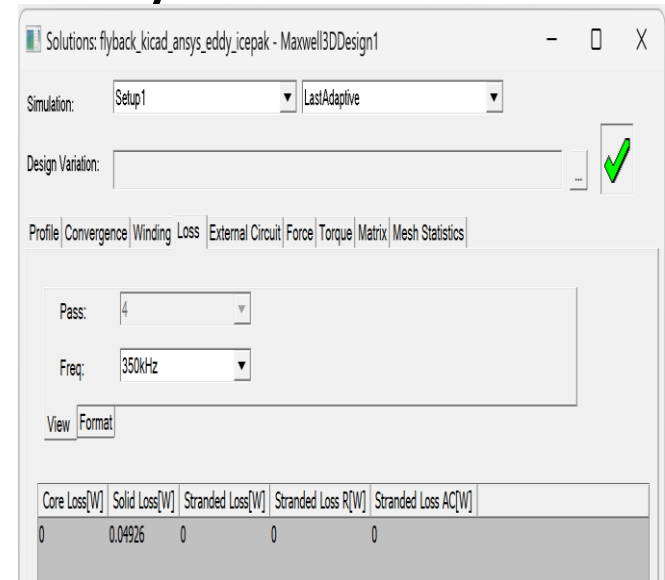 Solutions: flyback_kicad_ansys_eddy_icepak - Maxwell3DDesign1
Simulation: Setup1 LastAdaptive
Design Variation: ...
Profile Convergence Winding Loss External Circuit Force Torque Matrix Mesh Statistics
Pass: 4
Freq: 350kHz
View Format
Core Loss[W] Solid Loss[W] Stranded Loss[W] Stranded Loss R[W] Stranded Loss AC[W]
0 0.04926 0 0 0